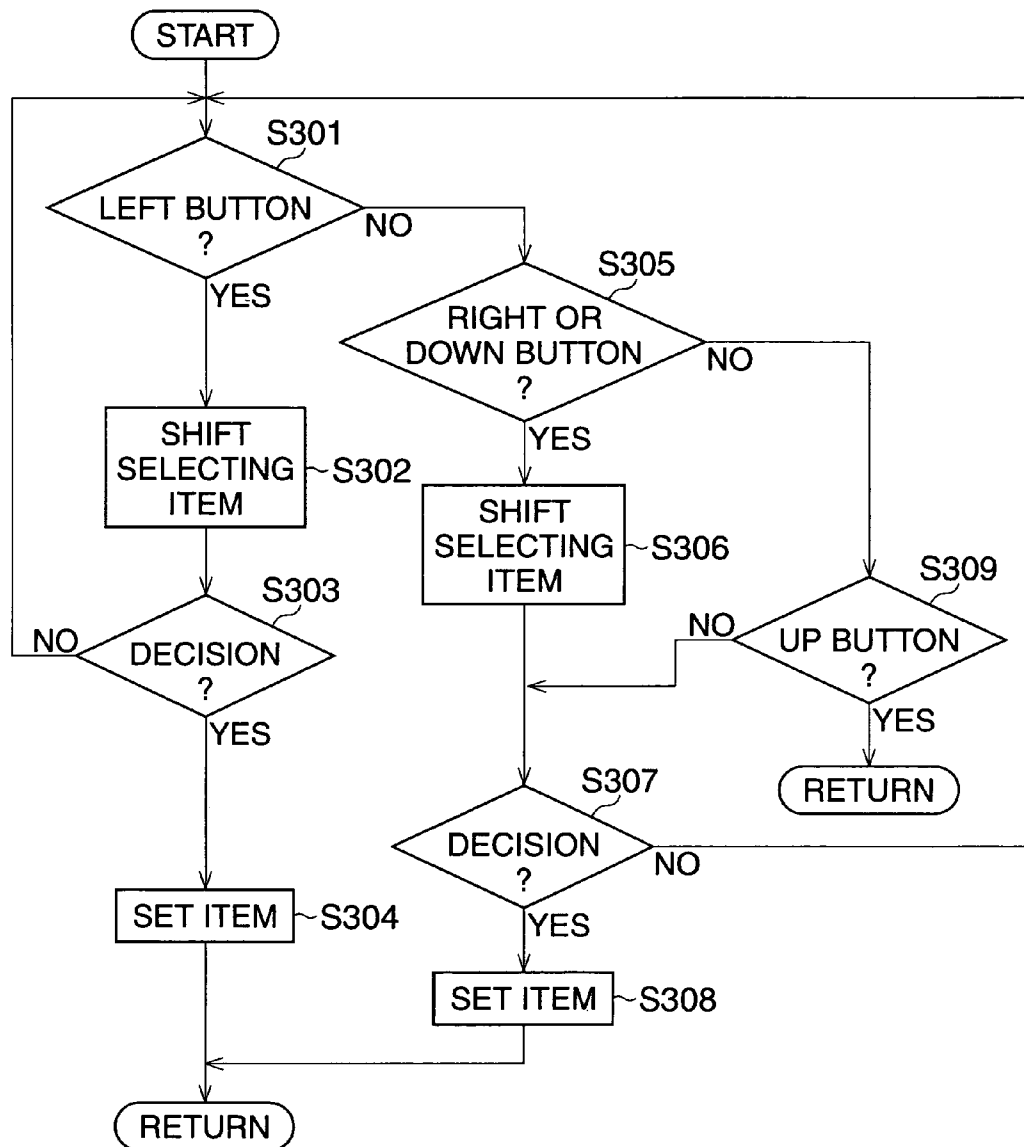 START
S301
LEFT BUTTON
?
NO
YES
S305
RIGHT OR
DOWN BUTTON
?
NO
YES
SHIFT
SELECTING
ITEM
S302
SHIFT
SELECTING
ITEM
S306
S303
DECISION
?
NO
YES
S309
UP BUTTON
?
NO
YES
RETURN
S307
DECISION
?
NO
YES
SET ITEM
S304
SET ITEM
S308
RETURN